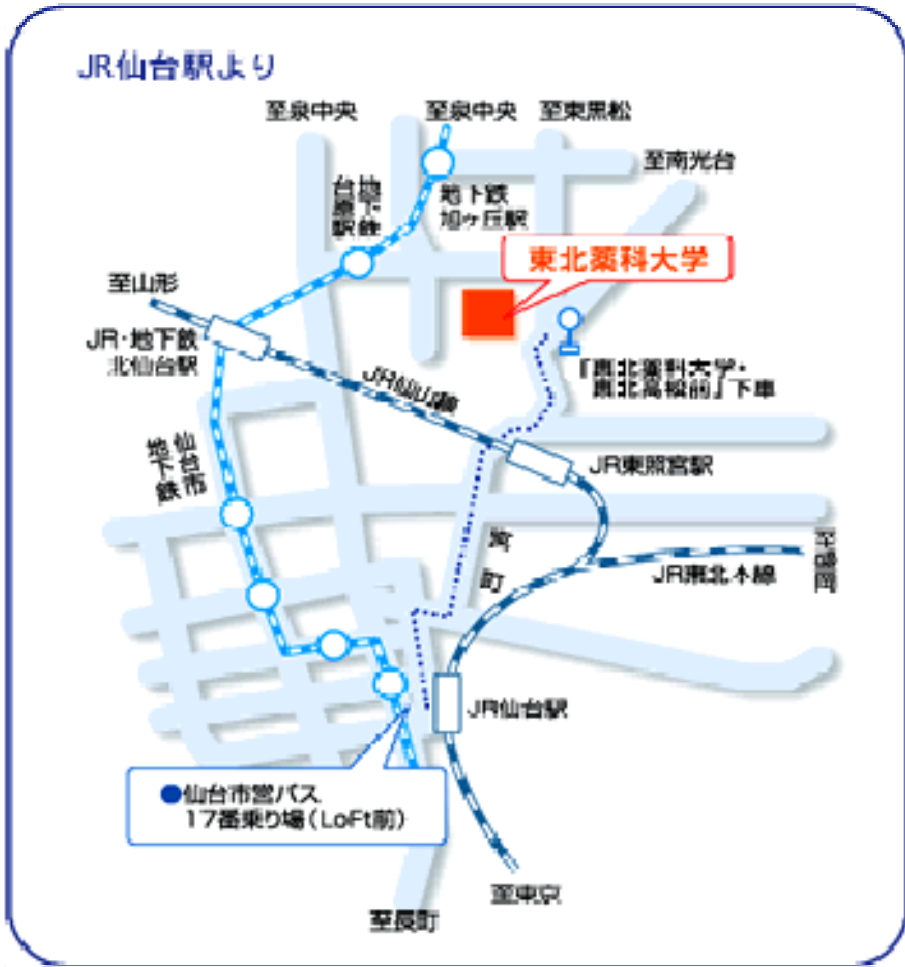 JR仙台駅より
至泉中央
至泉中央
至東黒松
至南光台
地下鉄
台原駅
地下鉄
旭ヶ丘駅
東北薬科大学
至山形
JR・地下鉄
北仙台駅
JR仙山線
『東北薬科大学・
東北高校前』下車
仙台市
地下鉄
JR東照宮駅
宮町
JR東北本線
JR仙台駅
●仙台市営バス
17番乗り場(LoFt前)
至東京
至長町